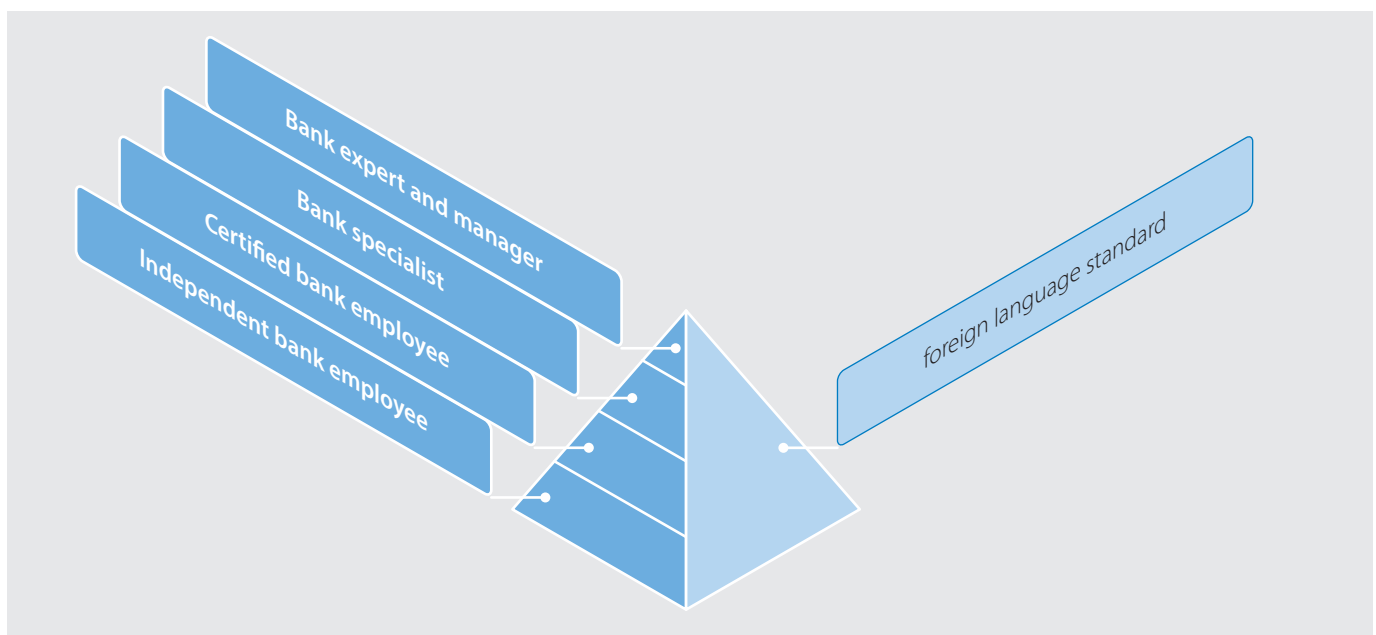 Bank expert and manager
Bank specialist
Certified bank employee
Independent bank employee
foreign language standard